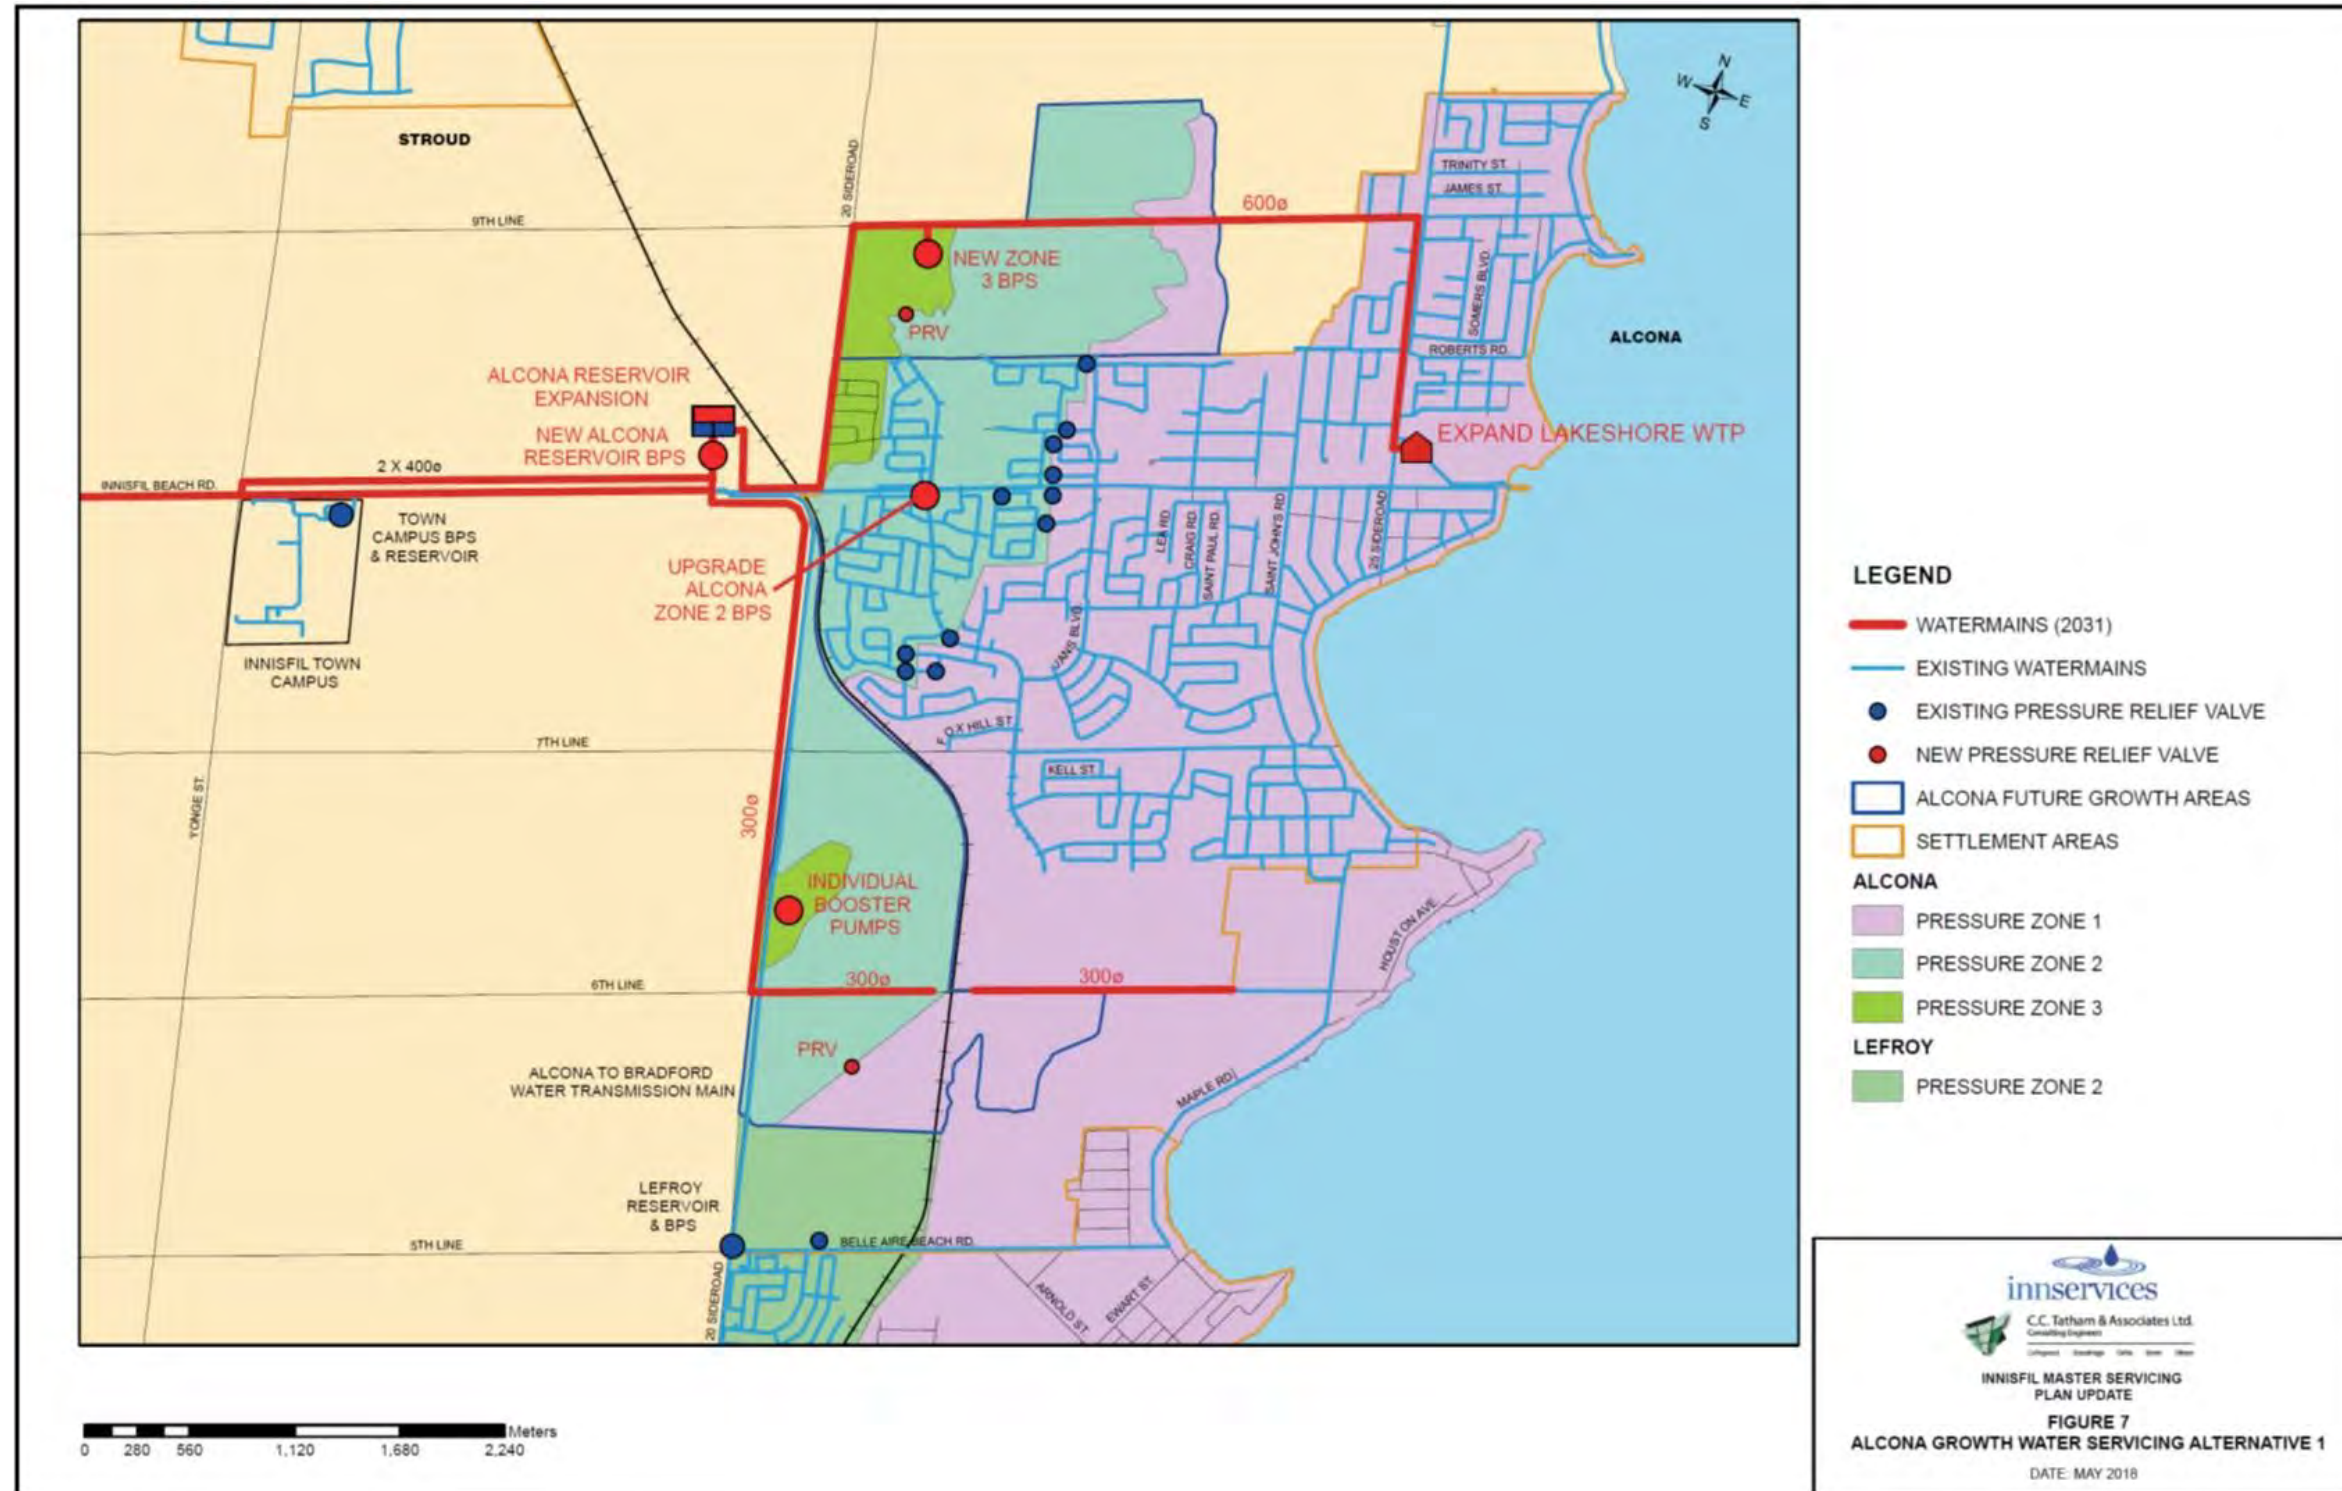 STROUD
9TH LINE
20 SIDEROAD
600ø
TRINITY ST.
JAMES ST.
SOMERS BLVD.
ROBERTS RD.
ALCONA
N
W
E
S
NEW ZONE
3 BPS
PRV
ALCONA RESERVOIR
EXPANSION
NEW ALCONA
RESERVOIR BPS
EXPAND LAKESHORE WTP
2 X 400ø
INNISFIL BEACH RD.
TOWN
CAMPUS BPS
& RESERVOIR
INNISFIL TOWN
CAMPUS
UPGRADE
ALCONA
ZONE 2 BPS
LEA RD.
CRAIG RD.
SAINT PAUL RD.
SAINT JOHN'S RD
25 SIDEROAD
VANS BLVD.
FOX HILL ST
7TH LINE
KELL ST.
YONGE ST.
300ø
INDIVIDUAL
BOOSTER
PUMPS
HOUSTON AVE.
6TH LINE
300ø
300ø
PRV
ALCONA TO BRADFORD
WATER TRANSMISSION MAIN
MAPLE RD.
LEFROY
RESERVOIR
& BPS
5TH LINE
BELLE AIRE BEACH RD.
20 SIDEROAD
ARNOLD ST.
EWART ST.
LEGEND
WATERMAINS (2031)
EXISTING WATERMAINS
EXISTING PRESSURE RELIEF VALVE
NEW PRESSURE RELIEF VALVE
ALCONA FUTURE GROWTH AREAS
SETTLEMENT AREAS
ALCONA
PRESSURE ZONE 1
PRESSURE ZONE 2
PRESSURE ZONE 3
LEFROY
PRESSURE ZONE 2
Meters
0 280 560 1,120 1,680 2,240
innservices
C.C. Tatham & Associates Ltd.
Consulting Engineers
INNISFIL MASTER SERVICING
PLAN UPDATE
FIGURE 7
ALCONA GROWTH WATER SERVICING ALTERNATIVE 1
DATE: MAY 2018